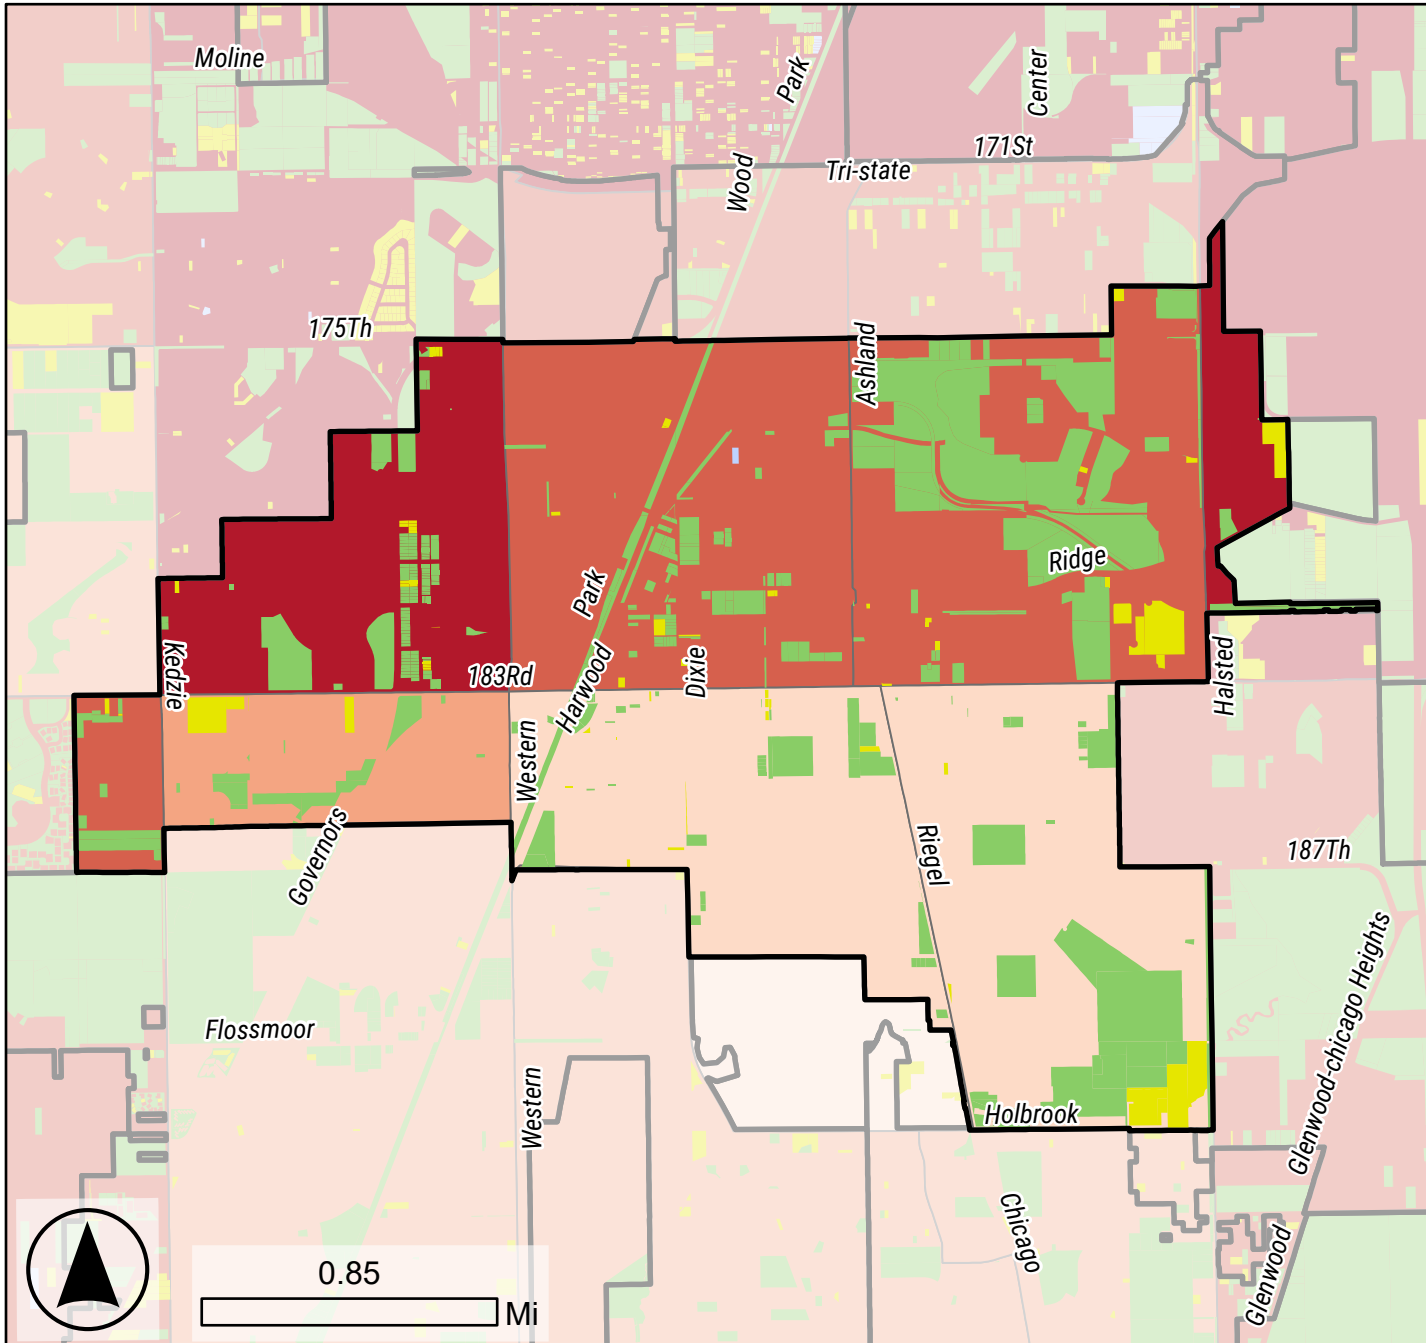 Moline
Park
Center
171St
Tri-state
Wood
175Th
Ashland
Ridge
Park
Kedzie
183Rd
Harwood
Dixie
Halsted
Western
Governors
Riegel
187Th
Flossmoor
Glenwood-chicago Heights
Western
Holbrook
Chicago
Glenwood
0.85
Mi